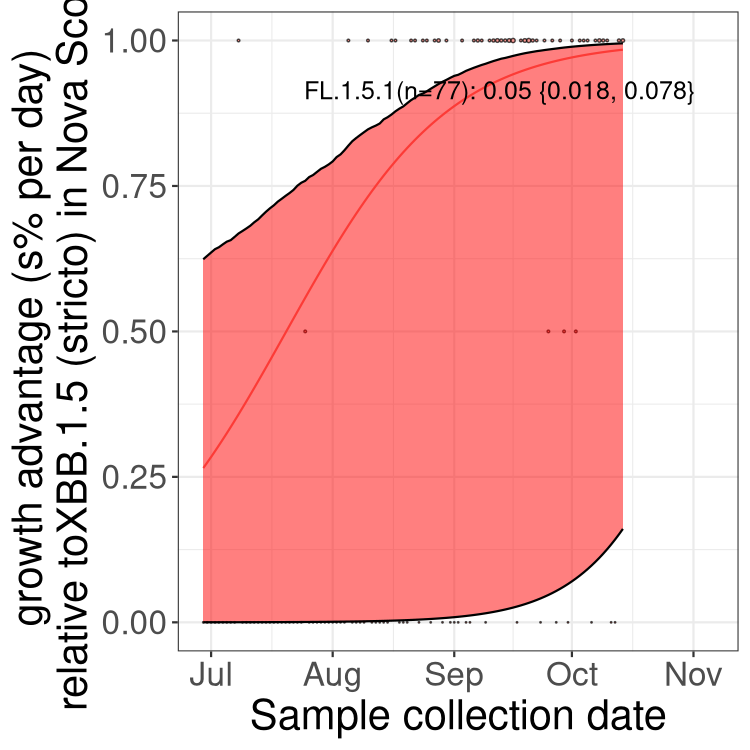 growth advantage (s% per day)
relative toXBB.1.5 (stricto) in Nova Sco
1.00
0.75
0.50
0.25
0.00
FL.1.5.1(n=77): 0.05 {0.018, 0.078}
Jul Aug Sep Oct Nov
Sample collection date